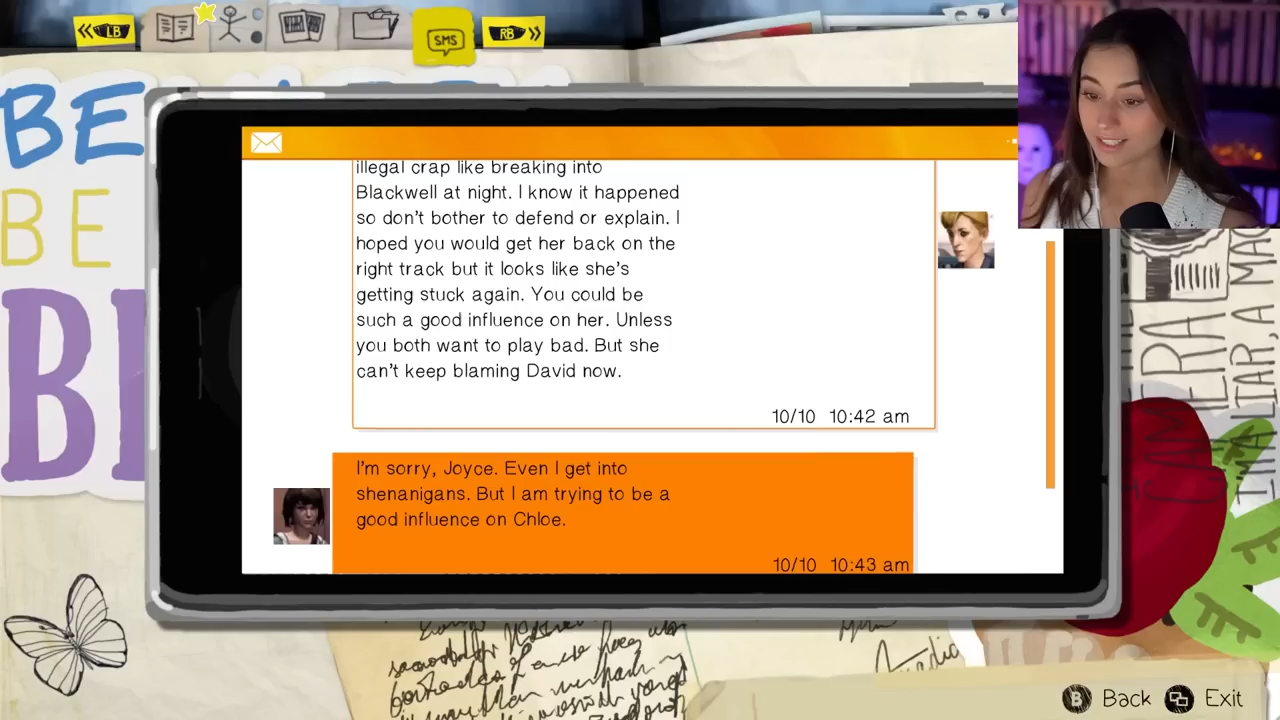 LB
SMS
RB
BE
BE
illegal crap like breaking into
Blackwell at night. I know it happened
so don't bother to defend or explain. I
hoped you would get her back on the
right track but it looks like she's
getting stuck again. You could be
such a good influence on her. Unless
you both want to play bad. But she
can't keep blaming David now.
10/10 10:42 am
I'm sorry, Joyce. Even I get into
shenanigans. But I am trying to be a
good influence on Chloe.
10/10 10:43 am
B Back Exit